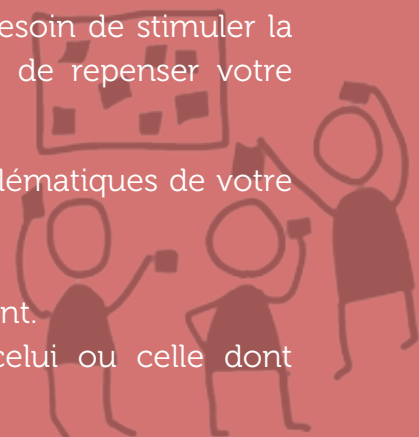 esoin de stimuler la
de repenser votre
lématiques de votre
nt.
celui ou celle dont